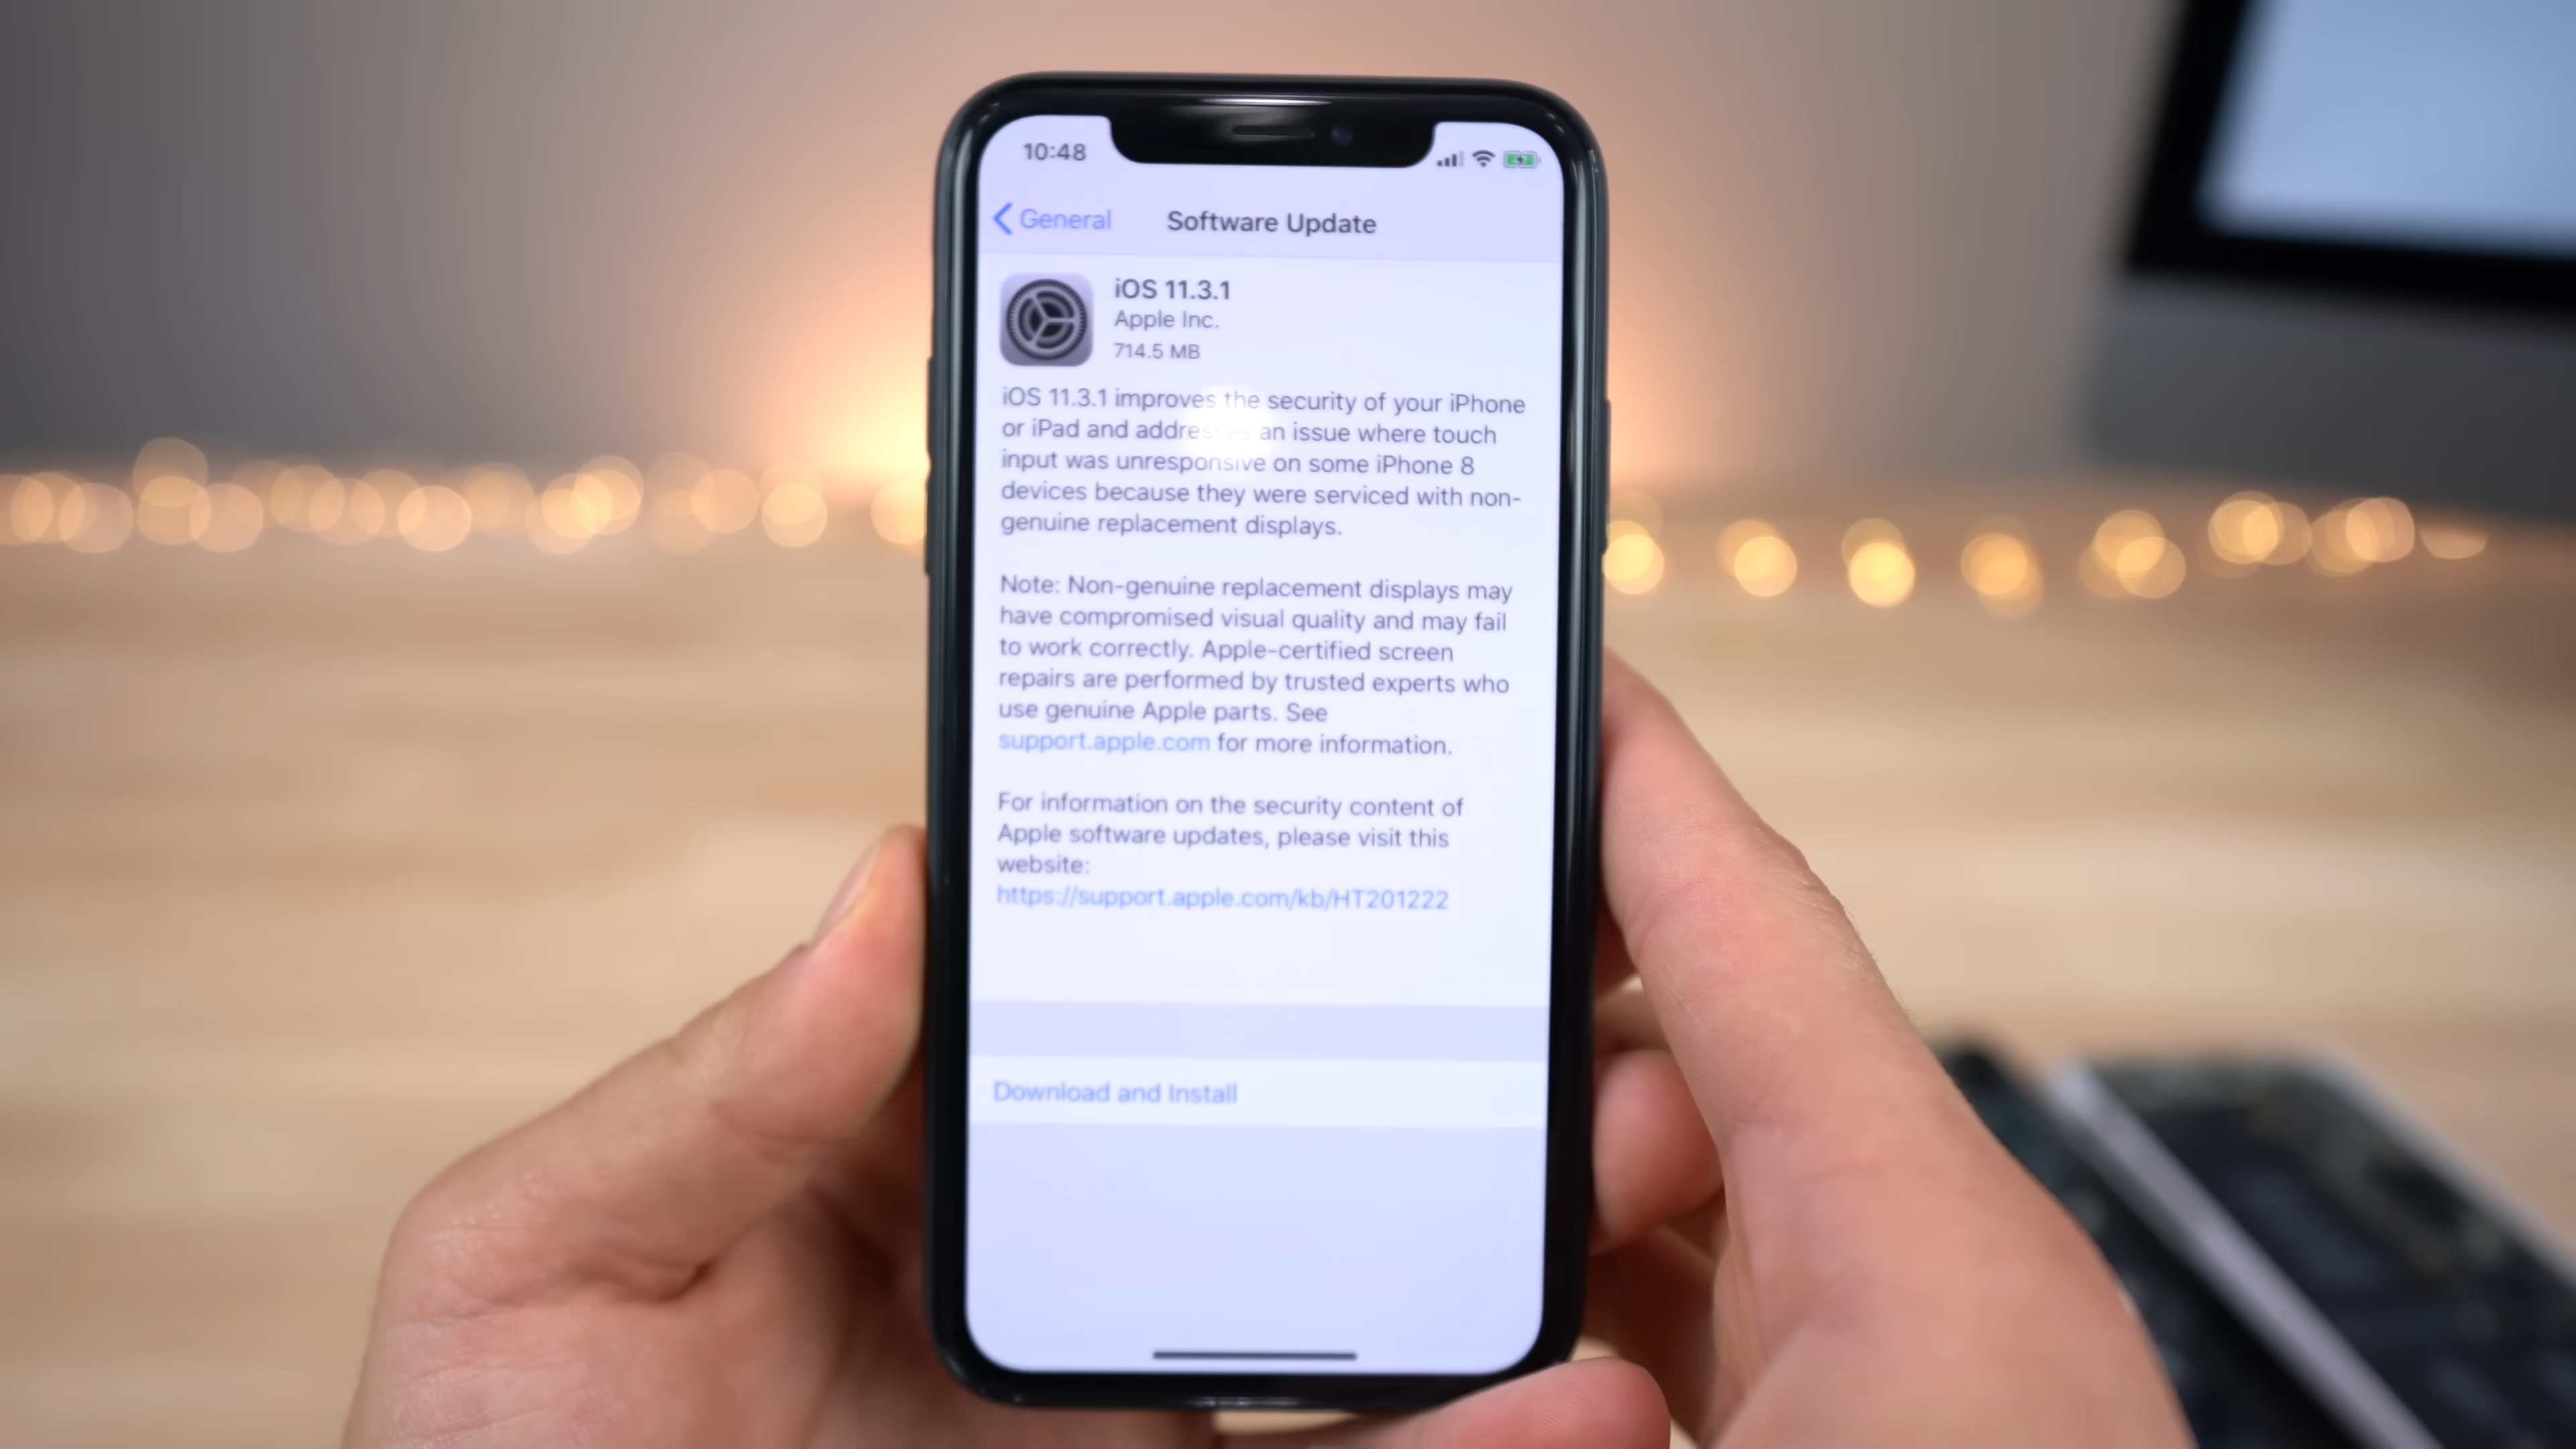 10:48
General
Software Update
iOS 11.3.1
Apple Inc.
714.5 MB
iOS 11.3.1 improves the security of your iPhone
or iPad and addresses an issue where touch
input was unresponsive on some iPhone 8
devices because they were serviced with non-
genuine replacement displays.
Note: Non-genuine replacement displays may
have compromised visual quality and may fail
to work correctly. Apple-certified screen
repairs are performed by trusted experts who
use genuine Apple parts. See
support.apple.com for more information.
For information on the security content of
Apple software updates, please visit this
website:
https://support.apple.com/kb/HT201222
Download and Install